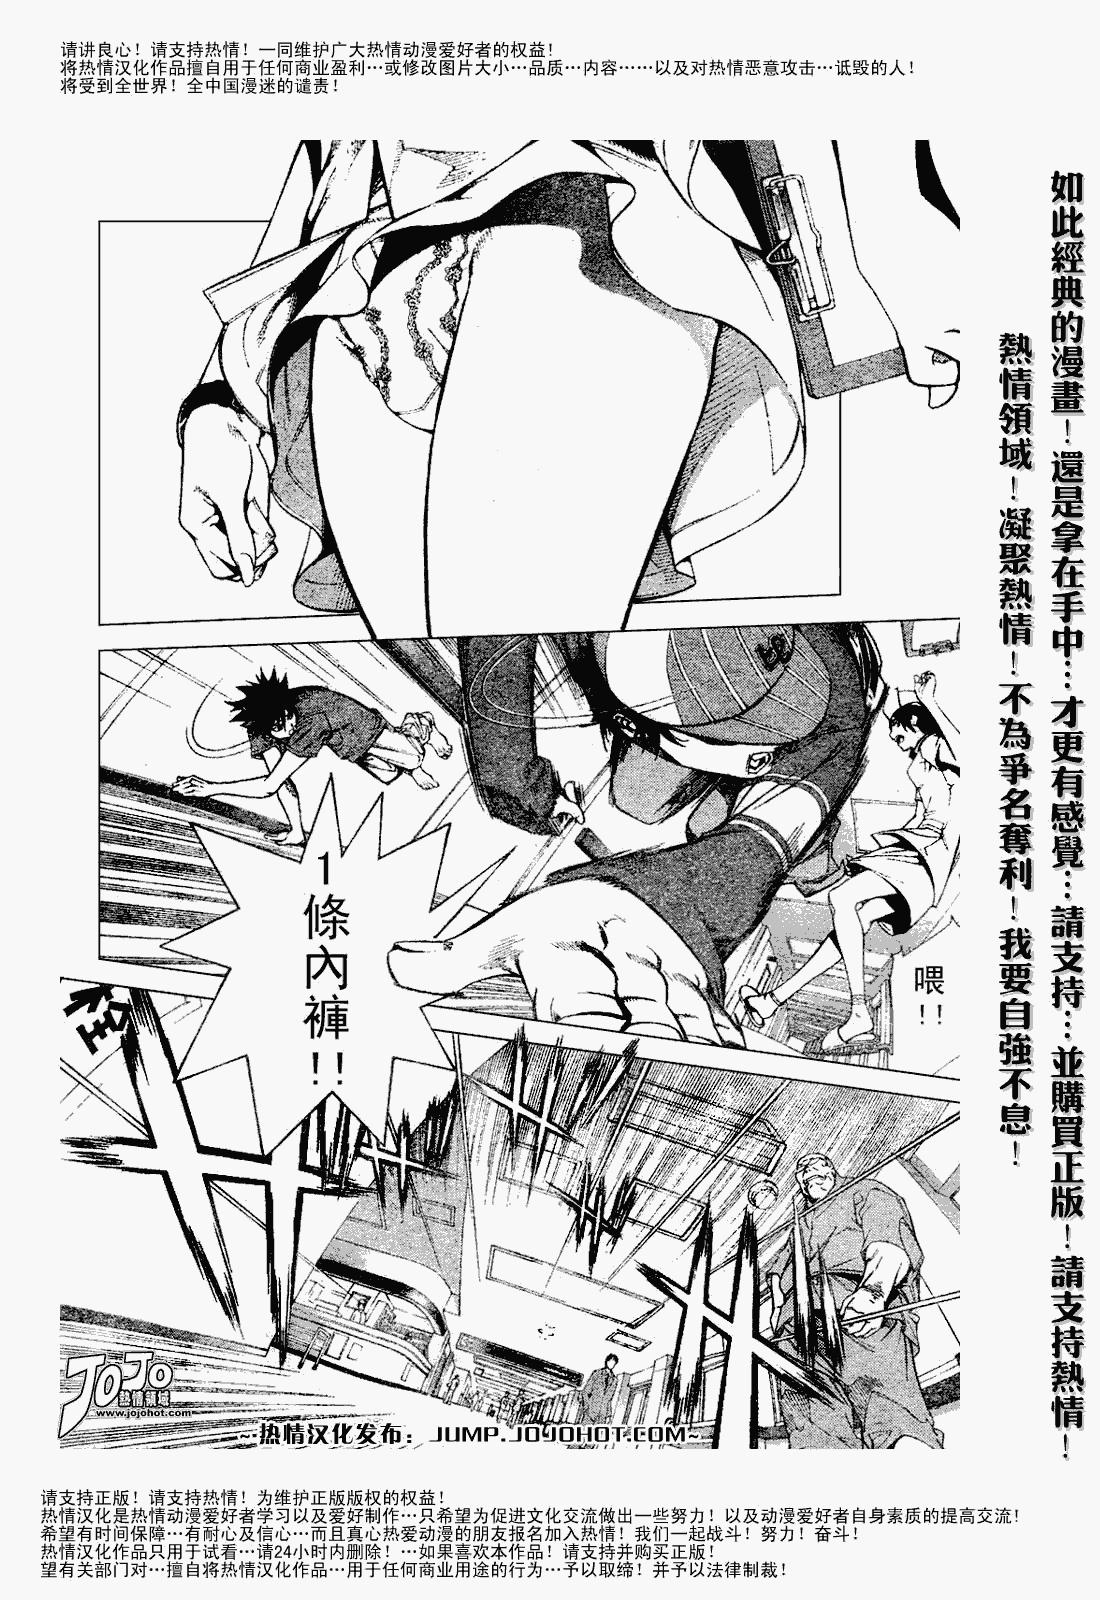 请讲良心！请支持热情！一同维护广大热情动漫爱好者的权益！
将热情汉化作品擅自用于任何商业盈利…或修改图片大小…品质…内容……以及对热情恶意攻击…诋毁的人！
将受到全世界！全中国漫迷的谴责！
如此經典的漫畫！還是拿在手中…才更有感覺…請支持…並購買正版！請支持熱情！
熱情領域！凝聚熱情！不為爭名奪利！我要自強不息！
1條內褲!!
喂!!
JOJO
熱情領域
www.jojohot.com
~热情汉化发布：JUMP.JOJOHOT.COM~
请支持正版！请支持热情！为维护正版版权的权益！
热情汉化是热情动漫爱好者学习以及爱好制作…只希望为促进文化交流做出一些努力！以及动漫爱好者自身素质的提高交流！
希望有时间保障…有耐心及信心…而且真心热爱动漫的朋友报名加入热情！我们一起战斗！努力！奋斗！
热情汉化作品只用于试看…请24小时内删除！…如果喜欢本作品！请支持并购买正版！
望有关部门对…擅自将热情汉化作品…用于任何商业用途的行为…予以取缔！并予以法律制裁！